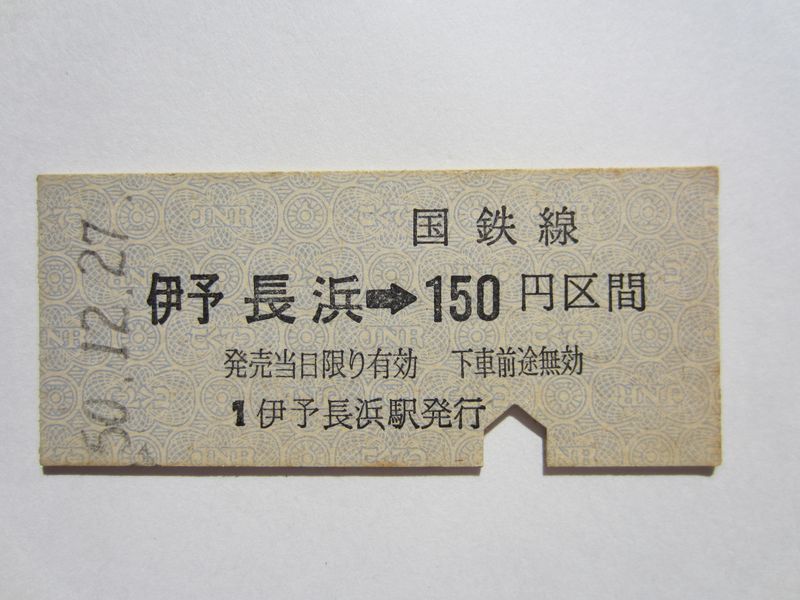 50.12.27.
国鉄線
伊予長浜➡150円区間
発売当日限り有効 下車前途無効
1 伊予長浜駅発行